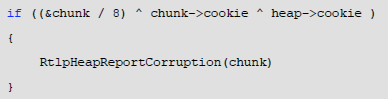 if ((&chunk / 8) ^ chunk->cookie ^ heap->cookie )
{
RtlpHeapReportCorruption(chunk)
}